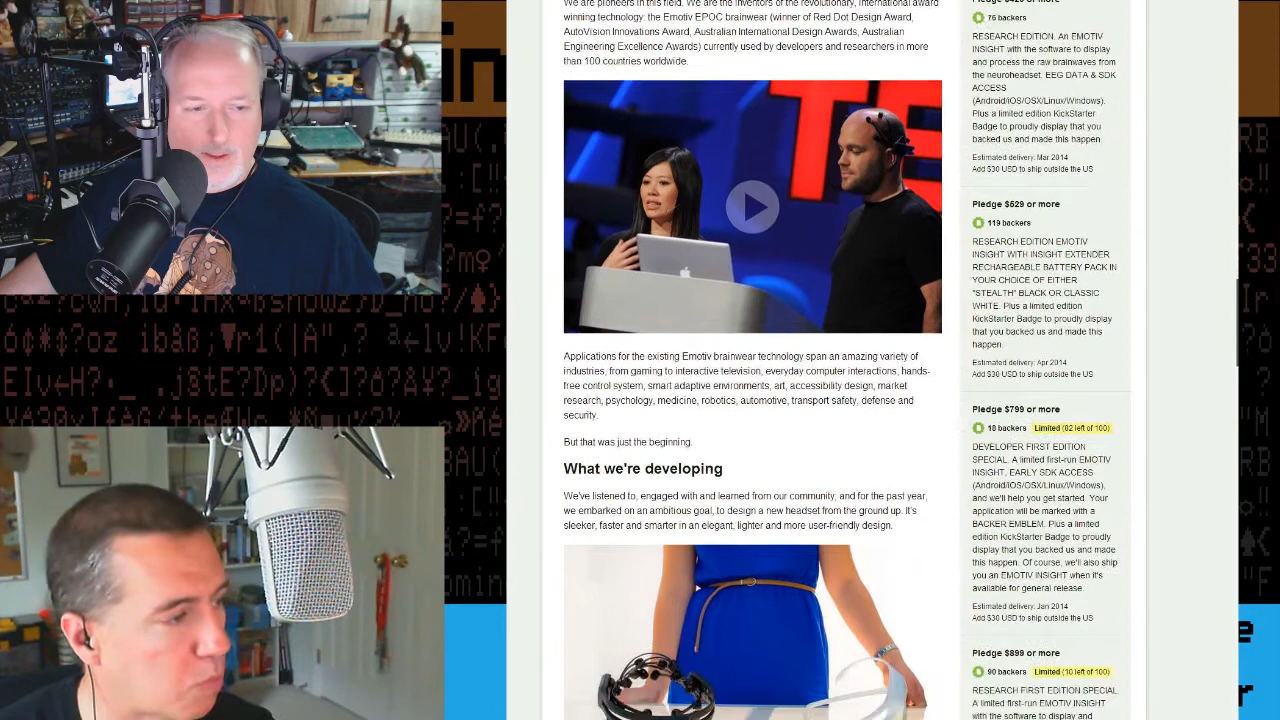 We are pioneers in this field. We are the inventors of the revolutionary, international award
winning technology: the Emotiv EPOC brainwear (winner of Red Dot Design Award,
AutoVision Innovations Award, Australian International Design Awards, Australian
Engineering Excellence Awards) currently used by developers and researchers in more
than 100 countries worldwide.
TE
Applications for the existing Emotiv brainwear technology span an amazing variety of
industries, from gaming to interactive television, everyday computer interactions, hands-
free control system, smart adaptive environments, art, accessibility design, market
research, psychology, medicine, robotics, automotive, transport safety, defense and
security.
But that was just the beginning.
What we're developing
We've listened to, engaged with and learned from our community; and for the past year,
we embarked on an ambitious goal, to design a new headset from the ground up. It's
sleeker, faster and smarter in an elegant, lighter and more user-friendly design.
76 backers
RESEARCH EDITION. An EMOTIV
INSIGHT with the software to display
and process the raw brainwaves from
the neuroheadset. EEG DATA & SDK
ACCESS
(Android/iOS/OSX/Linux/Windows).
Plus a limited edition KickStarter
Badge to proudly display that you
backed us and made this happen.
Estimated delivery: Mar 2014
Add $30 USD to ship outside the US
Pledge $529 or more
119 backers
RESEARCH EDITION EMOTIV
INSIGHT WITH INSIGHT EXTENDER
RECHARGEABLE BATTERY PACK IN
YOUR CHOICE OF EITHER
"STEALTH" BLACK OR CLASSIC
WHITE. Plus a limited edition
KickStarter Badge to proudly display
that you backed us and made this
happen.
Estimated delivery: Apr 2014
Add $30 USD to ship outside the US
Pledge $799 or more
18 backers Limited (82 left of 100)
DEVELOPER FIRST EDITION
SPECIAL. A limited first-run EMOTIV
INSIGHT. EARLY SDK ACCESS
(Android/iOS/OSX/Linux/Windows),
and we'll help you get started. Your
application will be marked with a
BACKER EMBLEM. Plus a limited
edition KickStarter Badge to proudly
display that you backed us and made
this happen. Of course, we'll also ship
you an EMOTIV INSIGHT when it's
available for general release.
Estimated delivery: Jan 2014
Add $30 USD to ship outside the US
Pledge $899 or more
90 backers Limited (10 left of 100)
RESEARCH FIRST EDITION SPECIAL
A limited first-run EMOTIV INSIGHT
with the software to display and